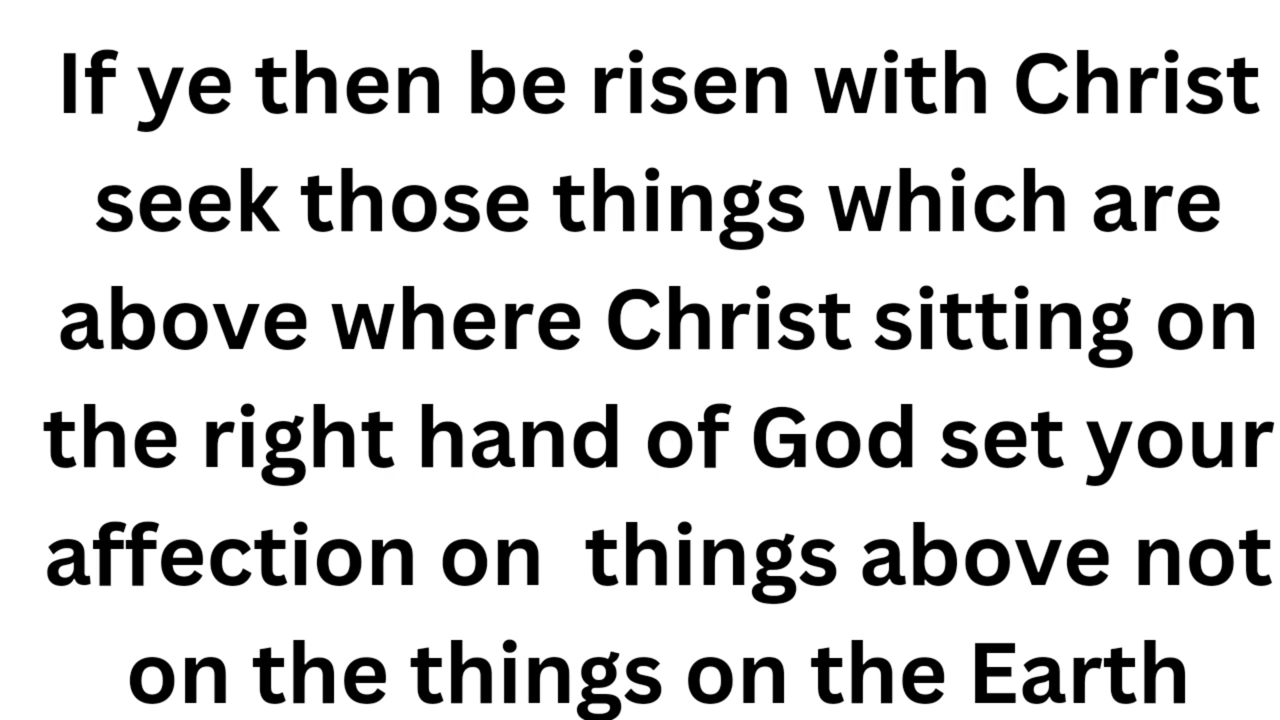 If ye then be risen with Christ
seek those things which are
above where Christ sitting on
the right hand of God set your
affection on  things above not
on the things on the Earth